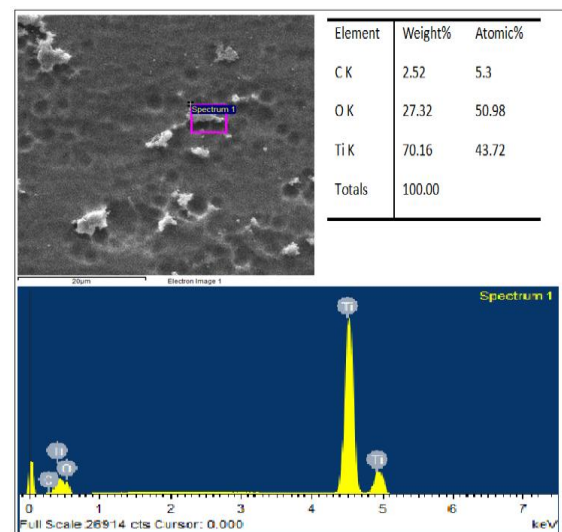 Spectrum 1
20μm
Electron Image 1
Element Weight% Atomic%
C K 2.52 5.3
O K 27.32 50.98
Ti K 70.16 43.72
Totals 100.00
Spectrum 1
Ti
Ti
O
C
Ti
0 1 2 3 4 5 6 7
Full Scale 26914 cts Cursor: 0.000 keV